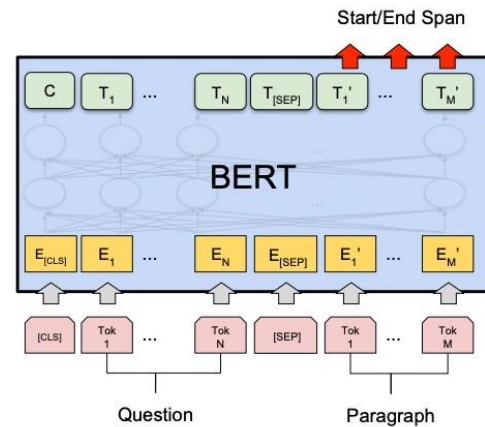 Start/End Span
C T1 ... TN T[SEP] T1' ... TM'
...
BERT
...
E[CLS] E1 ... EN E[SEP] E1' ... EM'
[CLS] Tok 1 ... Tok N [SEP] Tok 1 ... Tok M
Question Paragraph